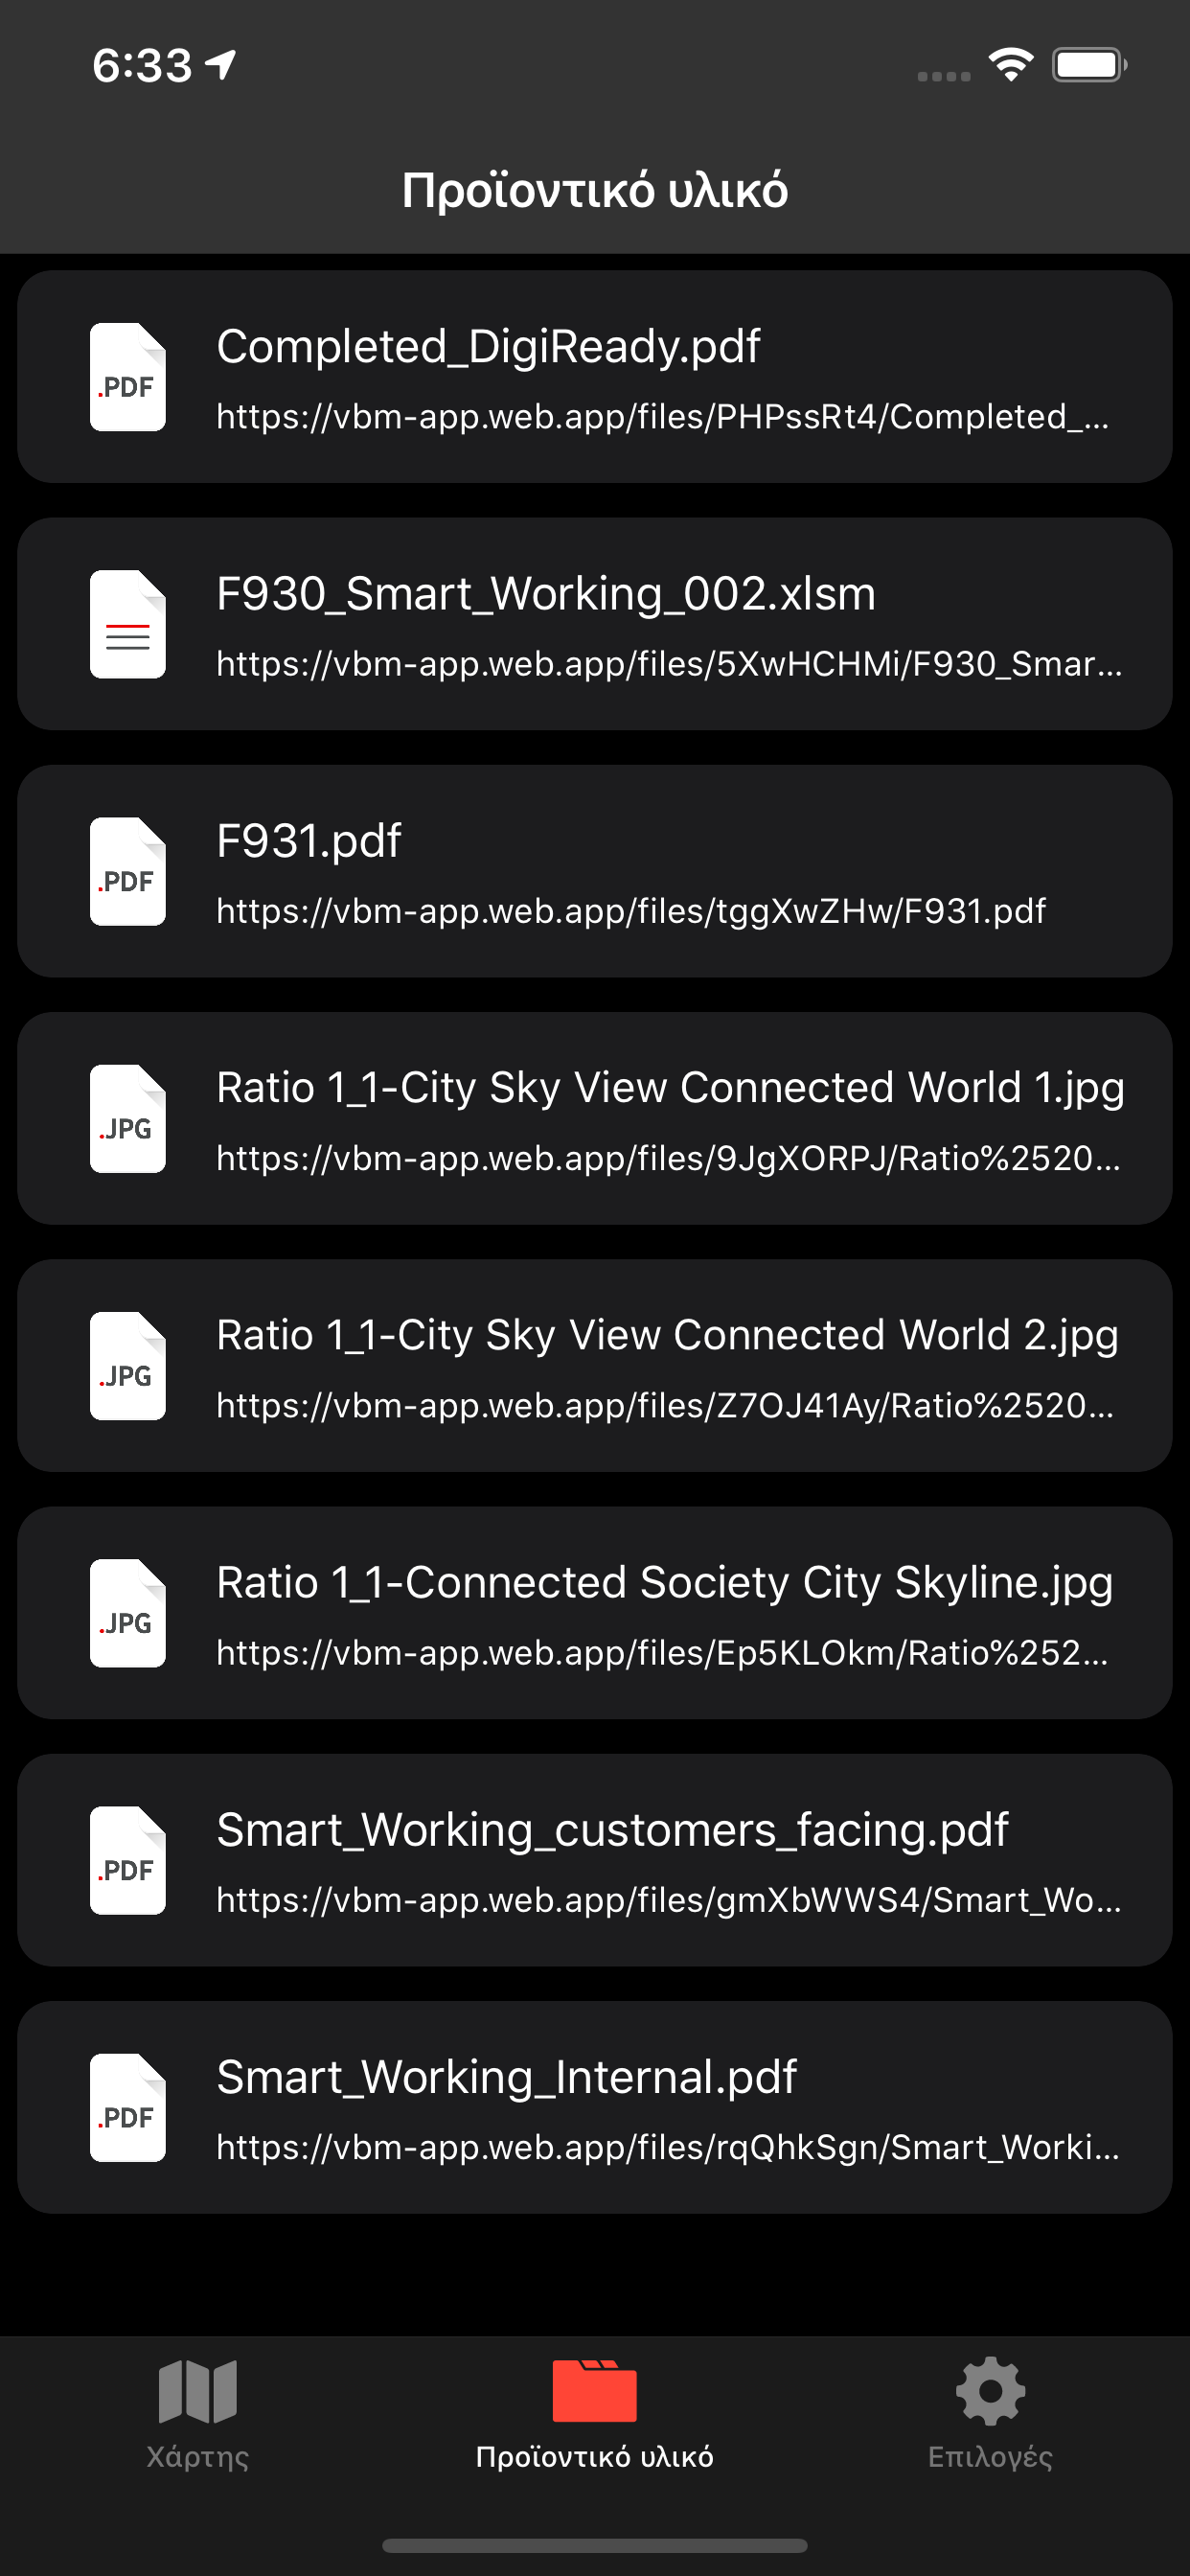 6:33
Προϊοντικό υλικό
.PDF
Completed_DigiReady.pdf
https://vbm-app.web.app/files/PHPssRt4/Completed_...
F930_Smart_Working_002.xlsm
https://vbm-app.web.app/files/5XwHCHMi/F930_Smar...
.PDF
F931.pdf
https://vbm-app.web.app/files/tggXwZHw/F931.pdf
.JPG
Ratio 1_1-City Sky View Connected World 1.jpg
https://vbm-app.web.app/files/9JgXORPJ/Ratio%2520...
.JPG
Ratio 1_1-City Sky View Connected World 2.jpg
https://vbm-app.web.app/files/Z7OJ41Ay/Ratio%2520...
.JPG
Ratio 1_1-Connected Society City Skyline.jpg
https://vbm-app.web.app/files/Ep5KLOkm/Ratio%252...
.PDF
Smart_Working_customers_facing.pdf
https://vbm-app.web.app/files/gmXbWWS4/Smart_Wo...
.PDF
Smart_Working_Internal.pdf
https://vbm-app.web.app/files/rqQhkSgn/Smart_Worki...
Χάρτης
Προϊοντικό υλικό
Επιλογές